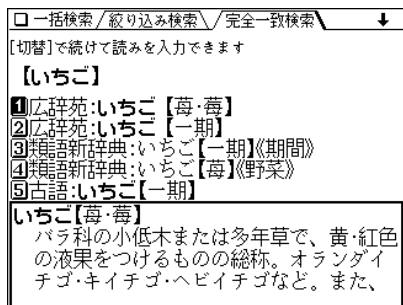 一括検索 絞り込み検索 完全一致検索 ↓
[切替]で続けて読みを入力できます
【いちご】
1広辞苑:いちご【苺・莓】
2広辞苑:いちご【一期】
3類語新辞典:いちご【一期】《期間》
4類語新辞典:いちご【苺】《野菜》
5古語:いちご【一期】
いちご【苺・莓】
バラ科の小低木または多年草で、黄・紅色
の液果をつけるものの総称。オランダイ
チゴ・キイチゴ・ヘビイチゴなど。また、